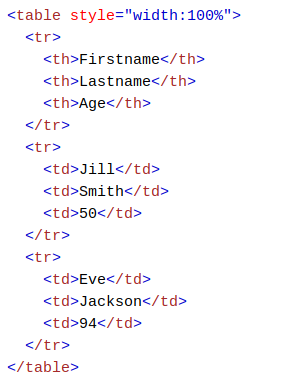 <table style="width:100%">
  <tr>
    <th>Firstname</th>
    <th>Lastname</th>
    <th>Age</th>
  </tr>
  <tr>
    <td>Jill</td>
    <td>Smith</td>
    <td>50</td>
  </tr>
  <tr>
    <td>Eve</td>
    <td>Jackson</td>
    <td>94</td>
  </tr>
</table>